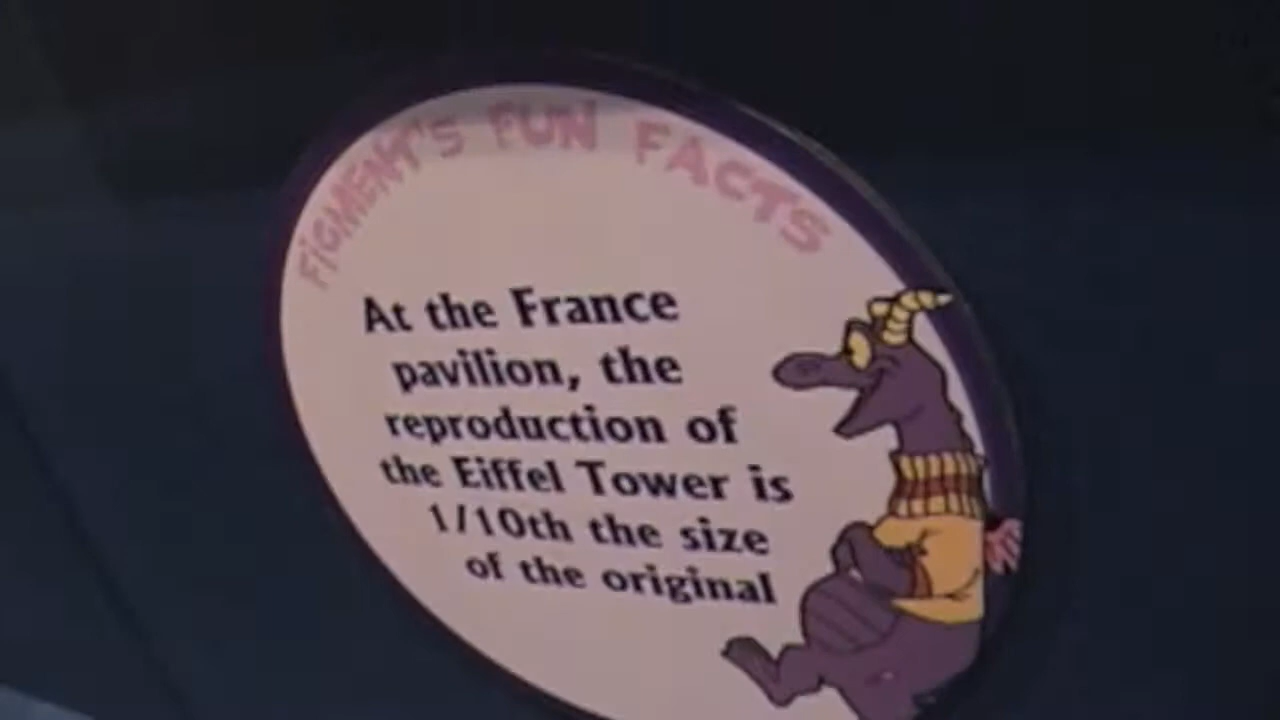 FiGMENT'S FUN FACTS
At the France
pavilion, the
reproduction of
the Eiffel Tower is
1/10th the size
of the original